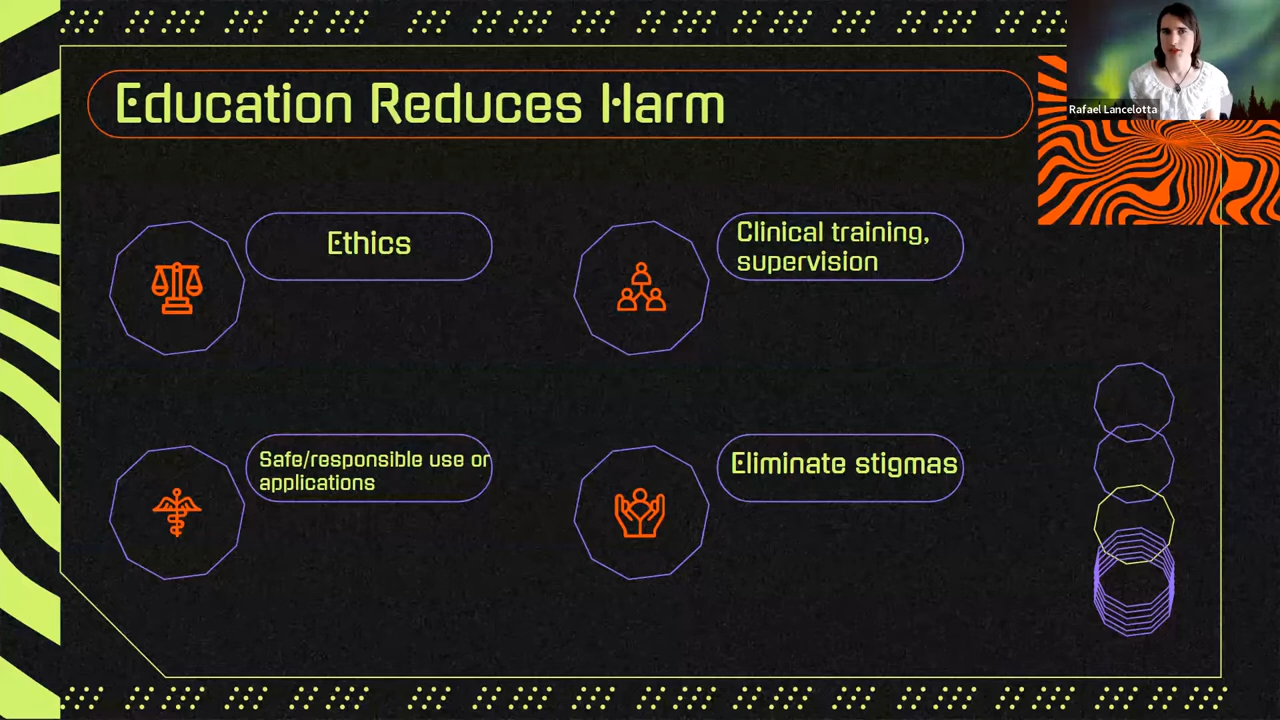 Education Reduces Harm
Rafael Lancelotta
Ethics
Clinical training,
supervision
Safe/responsible use or
applications
Eliminate stigmas